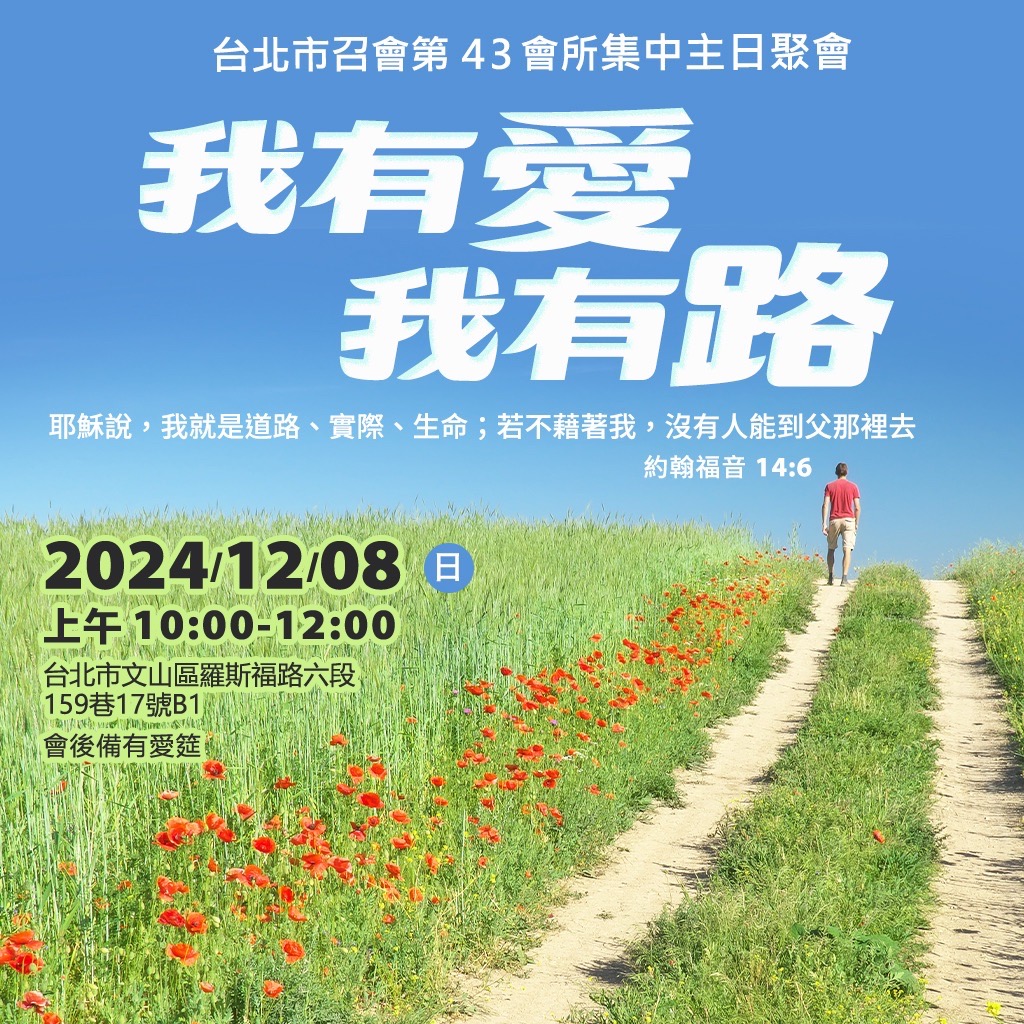 台北市召會第 43 會所集中主日聚會
我有愛
我有路
耶穌說，我就是道路、實際、生命；若不藉著我，沒有人能到父那裡去
約翰福音 14:6
2024/12/08 日
上午 10:00-12:00
台北市文山區羅斯福路六段
159巷17號B1
會後備有愛筵